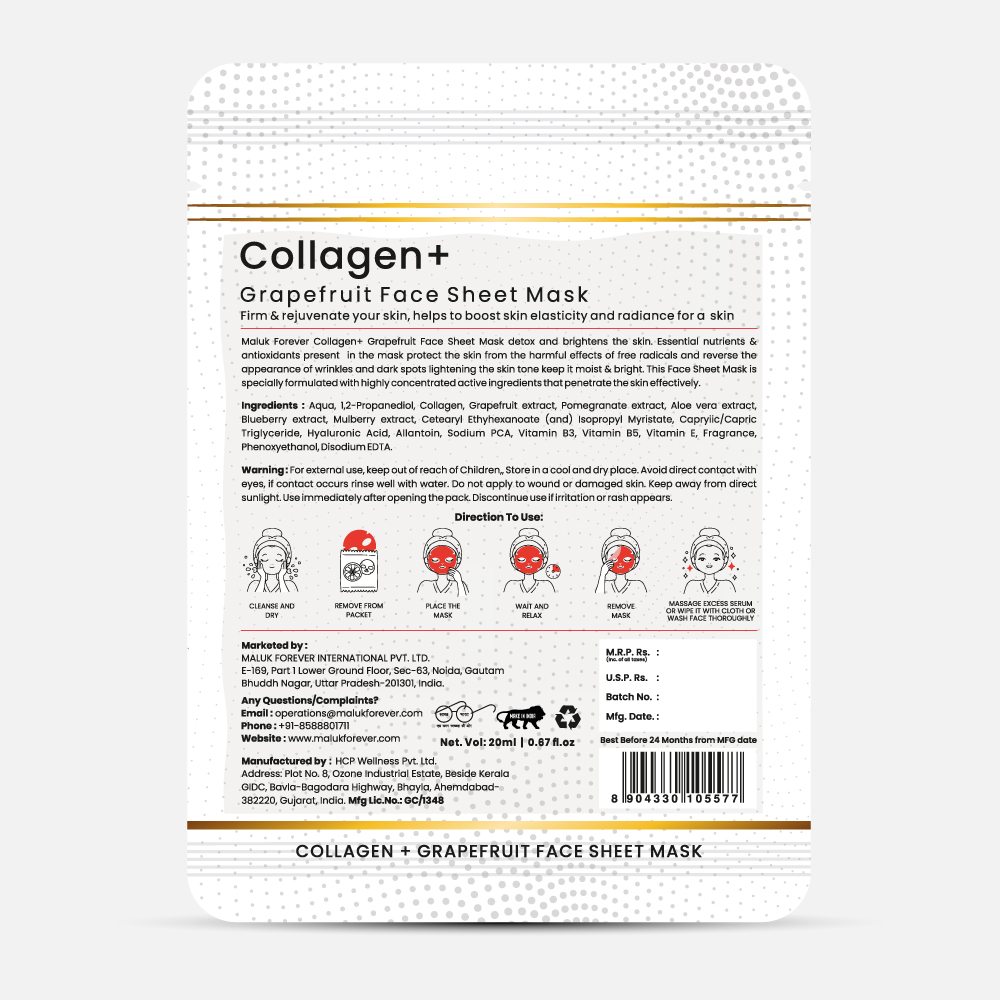 Collagen+
Grapefruit Face Sheet Mask
Firm & rejuvenate your skin, helps to boost skin elasticity and radiance for a skin
Maluk Forever Collagen+ Grapefruit Face Sheet Mask detox and brightens the skin. Essential nutrients &
antioxidants present in the mask protect the skin from the harmful effects of free radicals and reverse the
appearance of wrinkles and dark spots lightening the skin tone keep it moist & bright. This Face Sheet Mask is
specially formulated with highly concentrated active ingredients that penetrate the skin effectively.
Ingredients : Aqua, 1,2-Propanediol, Collagen, Grapefruit extract, Pomegranate extract, Aloe vera extract,
Blueberry extract, Mulberry extract, Cetearyl Ethyhexanoate (and) Isopropyl Myristate, Caprylic/Capric
Triglyceride, Hyaluronic Acid, Allantoin, Sodium PCA, Vitamin B3, Vitamin B5, Vitamin E, Fragrance,
Phenoxyethanol, Disodium EDTA.
Warning: For external use, keep out of reach of Children,, Store in a cool and dry place. Avoid direct contact with
eyes, if contact occurs rinse well with water. Do not apply to wound or damaged skin. Keep away from direct
sunlight. Use immediately after opening the pack. Discontinue use if irritation or rash appears.
Direction To Use:
CLEANSE AND
DRY
REMOVE FROM
PACKET
PLACE THE
MASK
WAIT AND
RELAX
REMOVE
MASK
MASSAGE EXCESS SERUM
OR WIPE IT WITH CLOTH OR
WASH FACE THOROUGHLY
Marketed by :
MALUK FOREVER INTERNATIONAL PVT. LTD.
E-169, Part 1 Lower Ground Floor, Sec-63, Noida, Gautam
Bhuddh Nagar, Uttar Pradesh-201301, India.
Any Questions/Complaints?
Email : operations@malukforever.com
Phone : +91-8588801711
Website : www.malukforever.com
MAKE IN INDIA
Net. Vol: 20ml | 0.67 fl.oz
Manufactured by : HCP Wellness Pvt. Ltd.
Address: Plot No. 8, Ozone Industrial Estate, Beside Kerala
GIDC, Bavla-Bagodara Highway, Bhayla, Ahemdabad-
382220, Gujarat, India. Mfg Lic.No.: GC/1348
M.R.P. Rs. :
(Inc. of all taxes)
U.S.P. Rs. :
Batch No. :
Mfg. Date. :
Best Before 24 Months from MFG date
8 904330 105577
COLLAGEN + GRAPEFRUIT FACE SHEET MASK